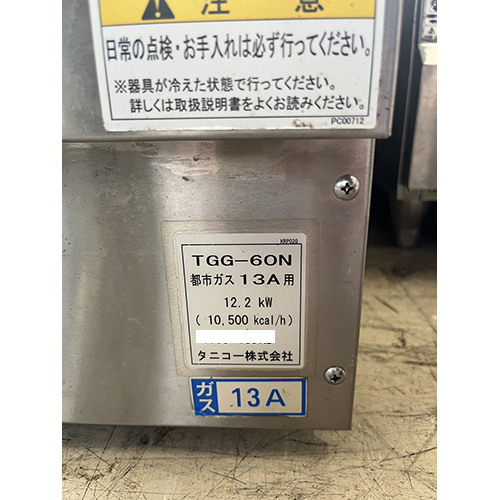 注意
日常の点検・お手入れは必ず行ってください。
※器具が冷えた状態で行ってください。
詳しくは取扱説明書をよくお読みください。
PC00712
XRP020
TGG-60N
都市ガス13A用
12.2 kW
( 10,500 kcal/h)
タニコー株式会社
ガス 13A